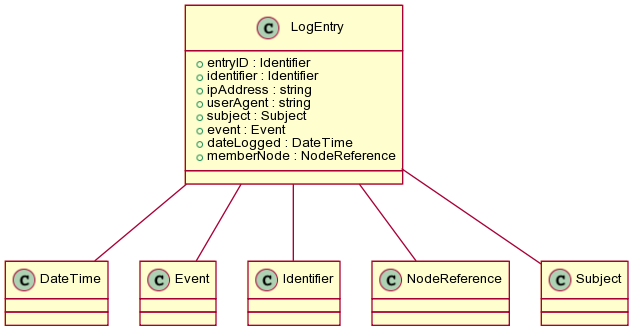 C LogEntry
entryID : Identifier
identifier : Identifier
ipAddress : string
userAgent : string
subject : Subject
event : Event
dateLogged : DateTime
memberNode : NodeReference
C DateTime
C Event
C Identifier
C NodeReference
C Subject